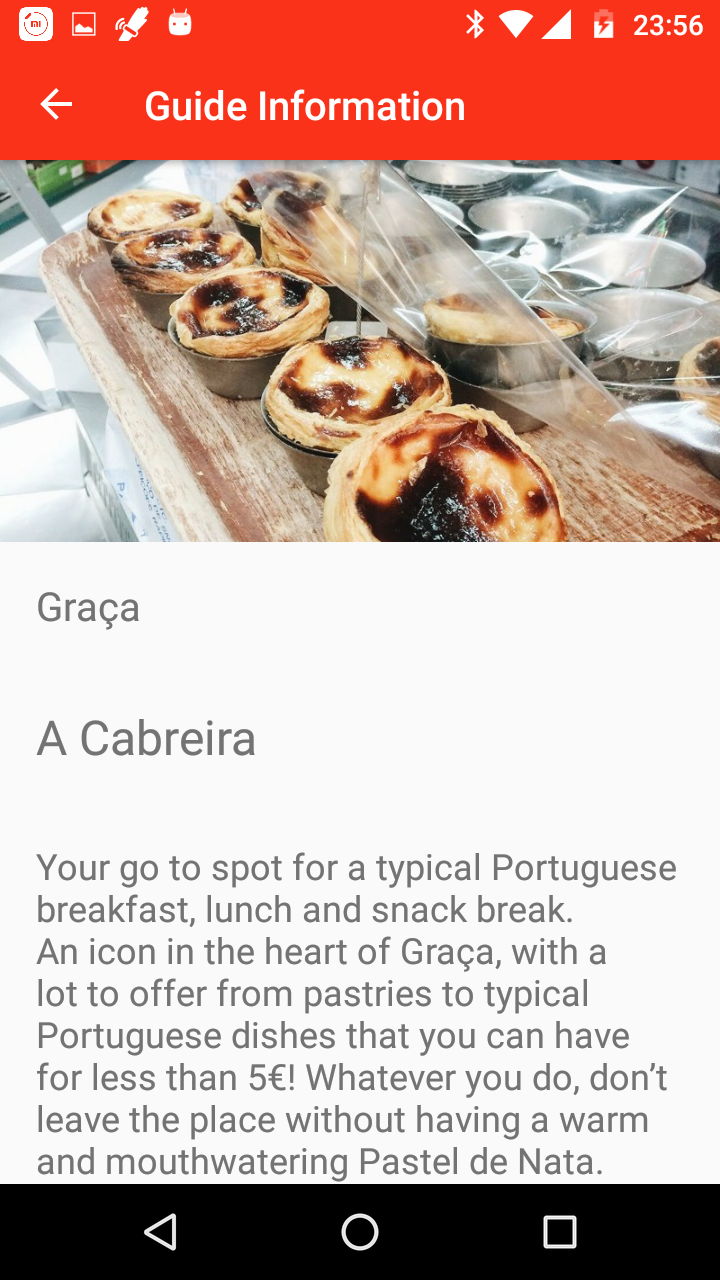 23:56
Guide Information
Graça
A Cabreira
Your go to spot for a typical Portuguese
breakfast, lunch and snack break.
An icon in the heart of Graça, with a
lot to offer from pastries to typical
Portuguese dishes that you can have
for less than 5€! Whatever you do, don’t
leave the place without having a warm
and mouthwatering Pastel de Nata.